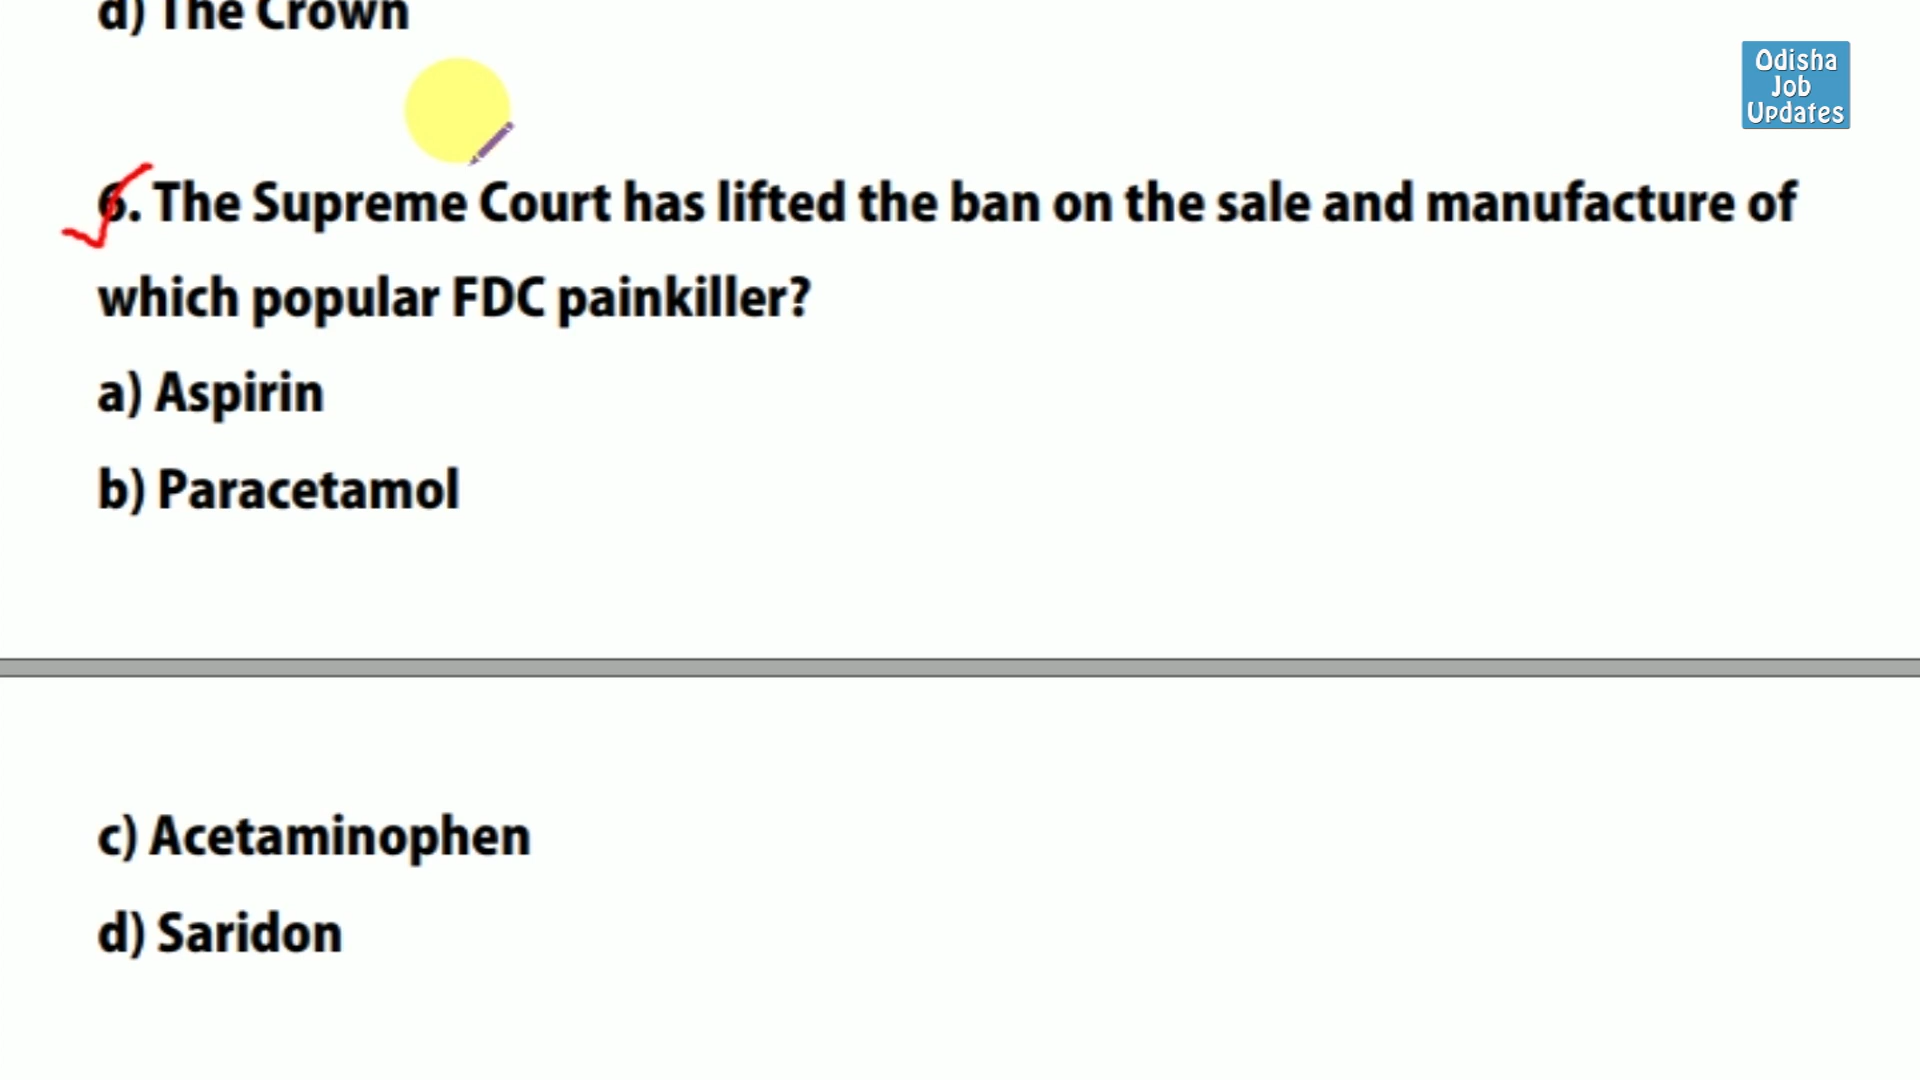 d) The Crown
Odisha
Job
Updates
6. The Supreme Court has lifted the ban on the sale and manufacture of
which popular FDC painkiller?
a) Aspirin
b) Paracetamol
c) Acetaminophen
d) Saridon